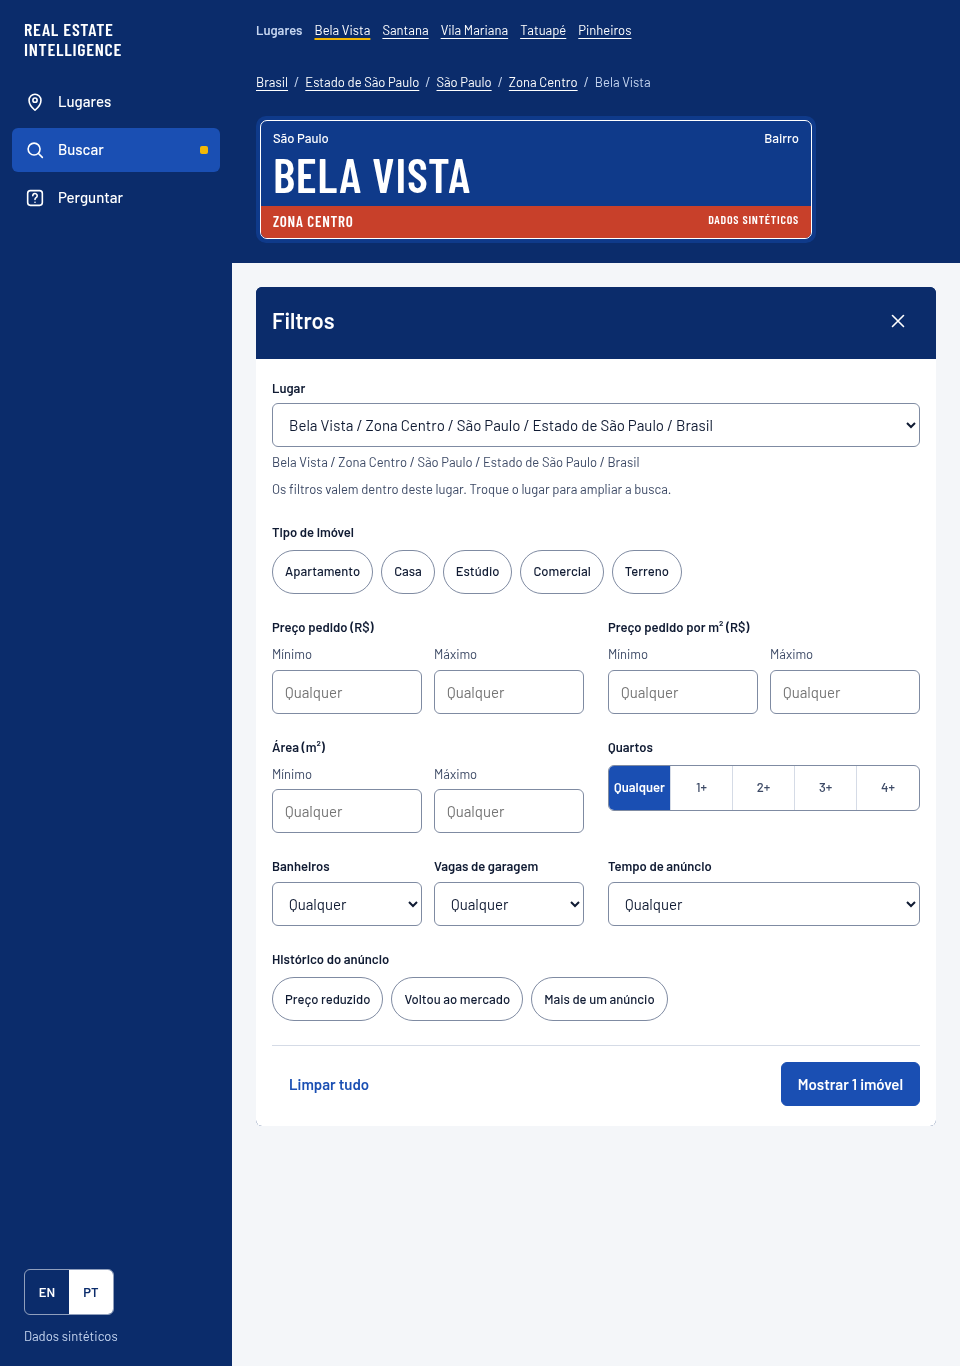 REAL ESTATE
INTELLIGENCE
Lugares
Buscar
Perguntar
EN PT
Dados sintéticos
Lugares Bela Vista Santana Vila Mariana Tatuapé Pinheiros
Brasil / Estado de São Paulo / São Paulo / Zona Centro / Bela Vista
São Paulo Bairro
BELA VISTA
ZONA CENTRO DADOS SINTÉTICOS
Filtros
Lugar
Bela Vista / Zona Centro / São Paulo / Estado de São Paulo / Brasil
Bela Vista / Zona Centro / São Paulo / Estado de São Paulo / Brasil
Os filtros valem dentro deste lugar. Troque o lugar para ampliar a busca.
Tipo de imóvel
Apartamento Casa Estúdio Comercial Terreno
Preço pedido (R$) Preço pedido por m² (R$)
Mínimo Máximo Mínimo Máximo
Qualquer Qualquer Qualquer Qualquer
Área (m²) Quartos
Mínimo Máximo
Qualquer 1+ 2+ 3+ 4+
Qualquer Qualquer
Banheiros Vagas de garagem Tempo de anúncio
Qualquer Qualquer Qualquer
Histórico do anúncio
Preço reduzido Voltou ao mercado Mais de um anúncio
Limpar tudo Mostrar 1 imóvel